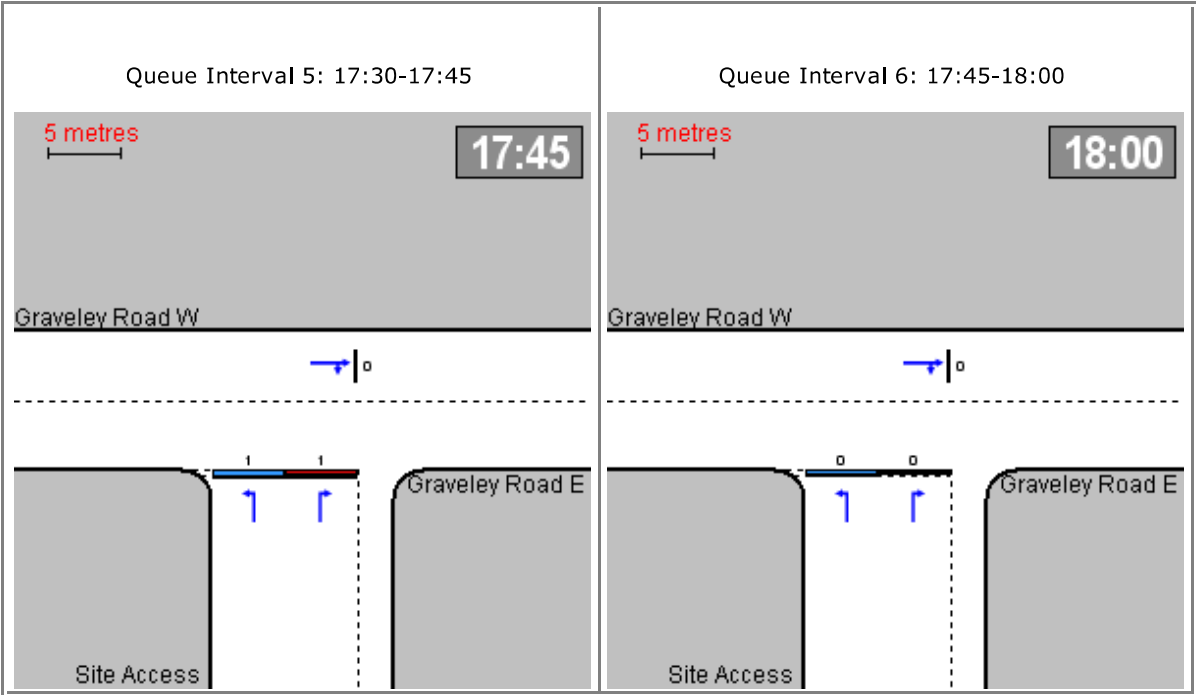 Queue Interval 5: 17:30-17:45
5 metres
17:45
Graveley Road W
0
1 1
Graveley Road E
Site Access
Queue Interval 6: 17:45-18:00
5 metres
18:00
Graveley Road W
0
0 0
Graveley Road E
Site Access